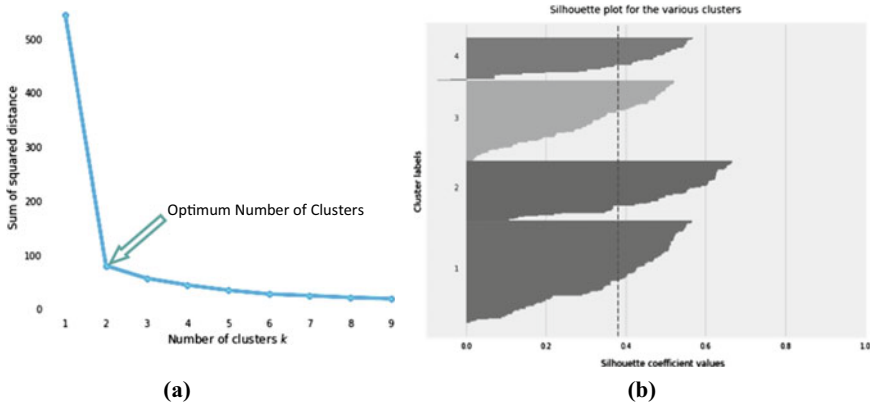 500
400
300
200
100
0
Sum of squared distance
Optimum Number of Clusters
1 2 3 4 5 6 7 8 9
Number of clusters k
(a)
Silhouette plot for the various clusters
4
3
2
1
Cluster labels
0.0 0.2 0.4 0.6 0.8 1.0
Silhouette coefficient values
(b)